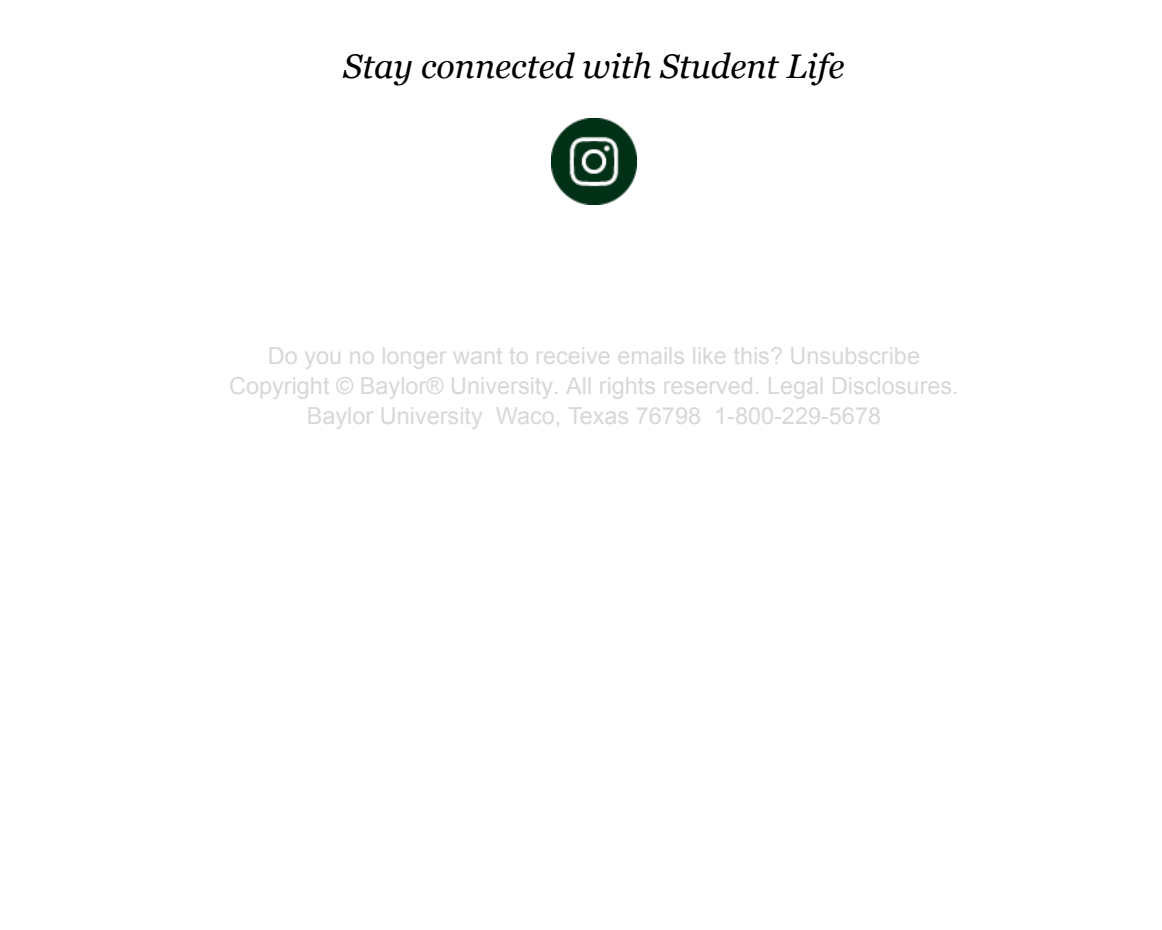 Stay connected with Student Life
Do you no longer want to receive emails like this? Unsubscribe
Copyright © Baylor® University. All rights reserved. Legal Disclosures.
Baylor University  Waco, Texas 76798  1-800-229-5678